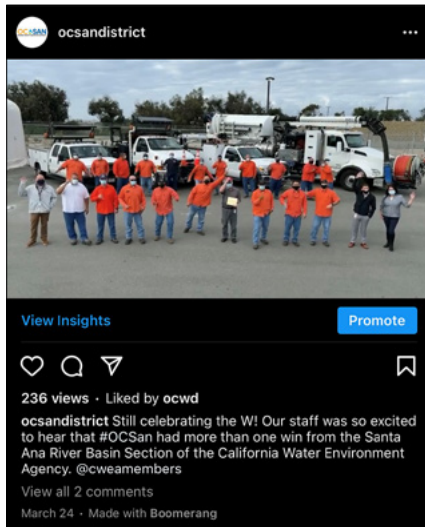 OC SAN
ocsandistrict
View Insights
Promote
236 views · Liked by ocwd
ocsandistrict Still celebrating the W! Our staff was so excited
to hear that #OCSan had more than one win from the Santa
Ana River Basin Section of the California Water Environment
Agency. @cweamembers
View all 2 comments
March 24 · Made with Boomerang